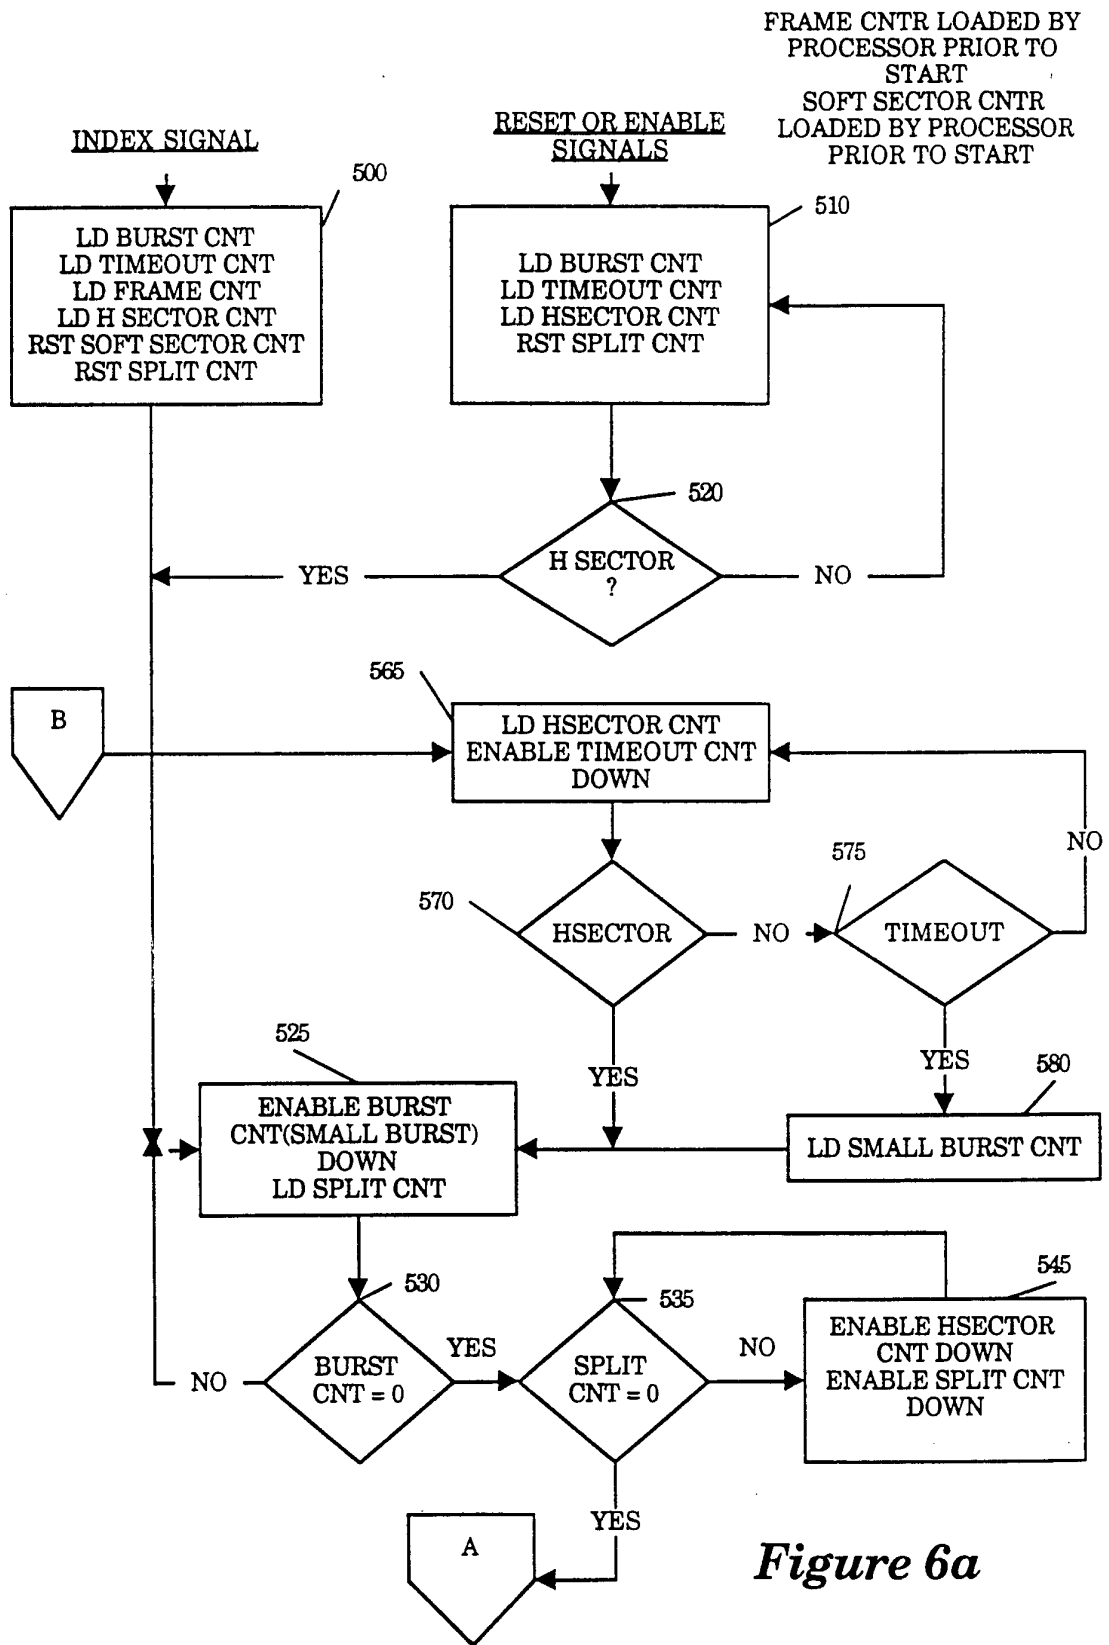 FRAME CNTR LOADED BY
PROCESSOR PRIOR TO
START
SOFT SECTOR CNTR
LOADED BY PROCESSOR
PRIOR TO START
INDEX SIGNAL
RESET OR ENABLE
SIGNALS
500
LD BURST CNT
LD TIMEOUT CNT
LD FRAME CNT
LD H SECTOR CNT
RST SOFT SECTOR CNT
RST SPLIT CNT
510
LD BURST CNT
LD TIMEOUT CNT
LD HSECTOR CNT
RST SPLIT CNT
520
H SECTOR
?
YES
NO
565
B
LD HSECTOR CNT
ENABLE TIMEOUT CNT
DOWN
NO
570
HSECTOR
NO
575
TIMEOUT
YES
YES
525
ENABLE BURST
CNT(SMALL BURST)
DOWN
LD SPLIT CNT
580
LD SMALL BURST CNT
530
BURST
CNT = 0
NO
YES
535
SPLIT
CNT = 0
NO
545
ENABLE HSECTOR
CNT DOWN
ENABLE SPLIT CNT
DOWN
YES
A
Figure 6a